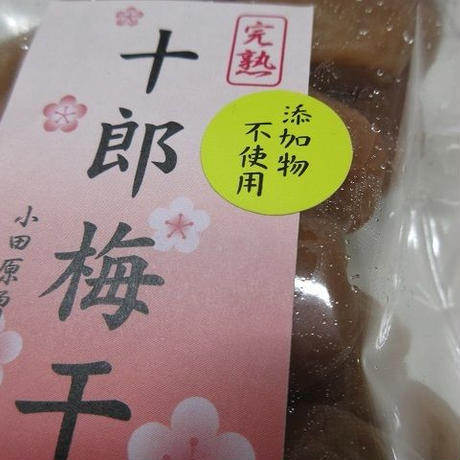 完熟
十郎梅干
添加物
不使用
小田原